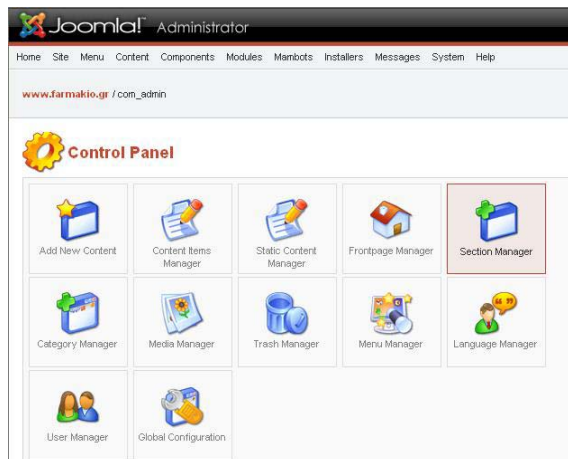 Joomla!™ Administrator
Home Site Menu Content Components Modules Mambots Installers Messages System Help
www.farmakio.gr / com_admin
Control Panel
Add New Content
Content Items
Manager
Static Content
Manager
Frontpage Manager
Section Manager
Category Manager
Media Manager
Trash Manager
Menu Manager
Language Manager
User Manager
Global Configuration